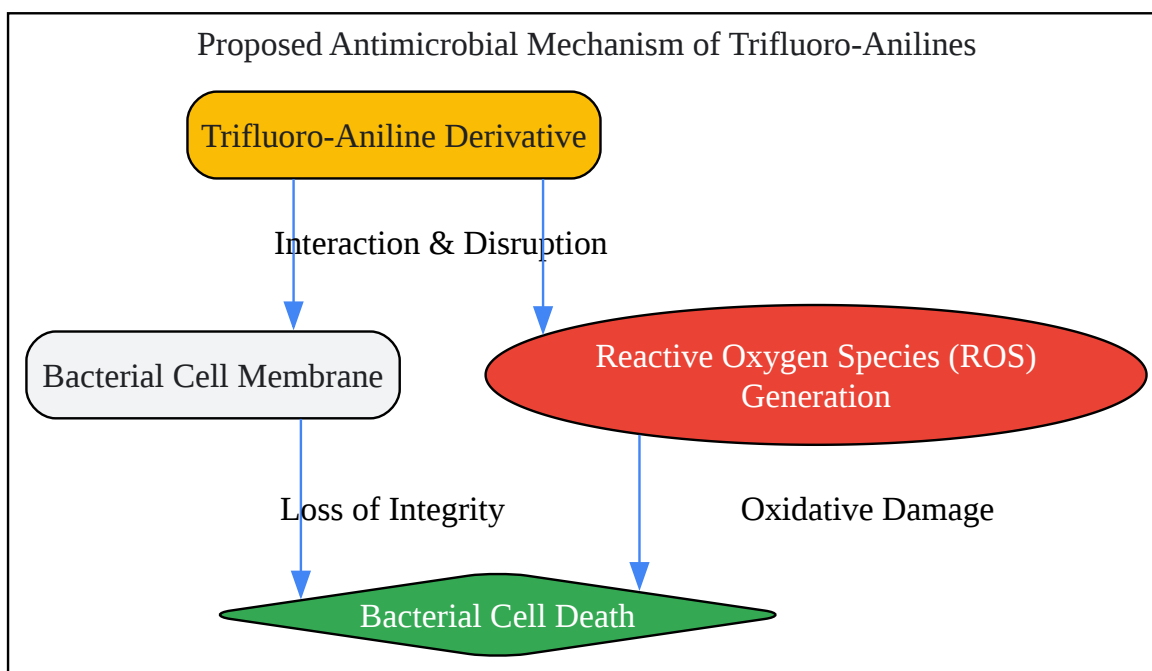 Proposed Antimicrobial Mechanism of Trifluoro-Anilines
Trifluoro-Aniline Derivative
Interaction & Disruption
Bacterial Cell Membrane
Reactive Oxygen Species (ROS)
Generation
Loss of Integrity
Oxidative Damage
Bacterial Cell Death